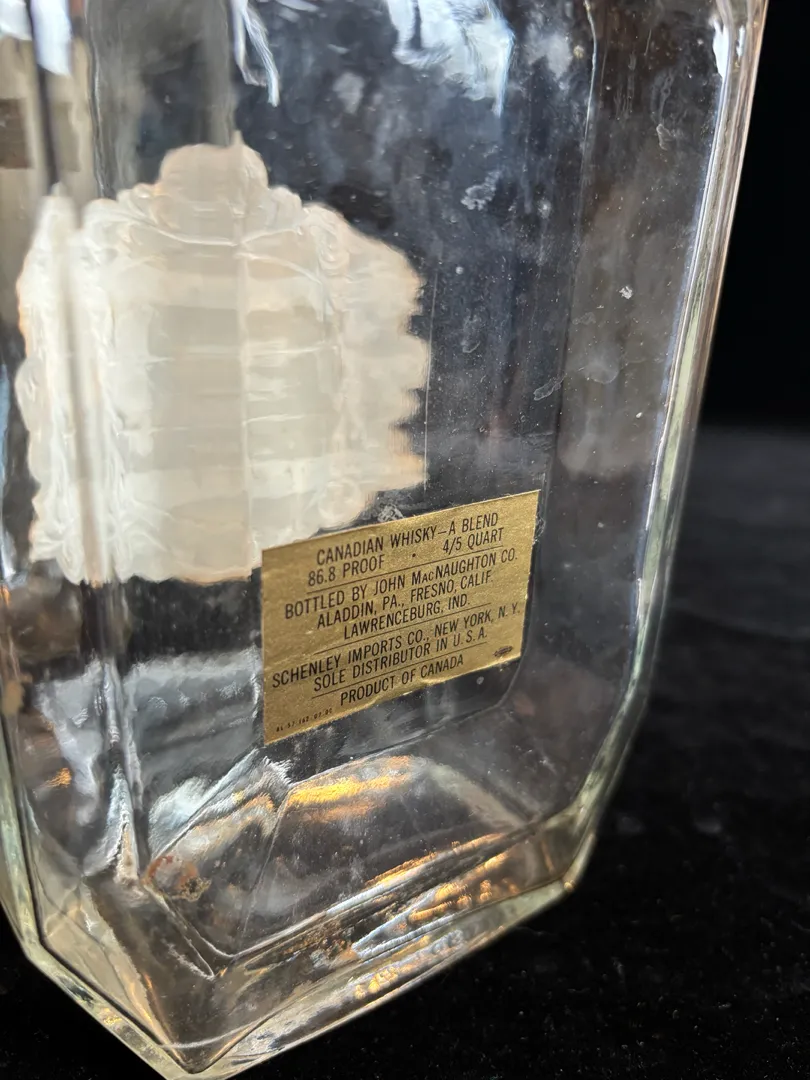 CANADIAN WHISKY–A BLEND
86.8 PROOF • 4/5 QUART
BOTTLED BY JOHN MacNAUGHTON CO.
ALADDIN, PA., FRESNO, CALIF.
LAWRENCEBURG, IND.
SCHENLEY IMPORTS CO., NEW YORK, N. Y.
SOLE DISTRIBUTOR IN U. S. A.
PRODUCT OF CANADA